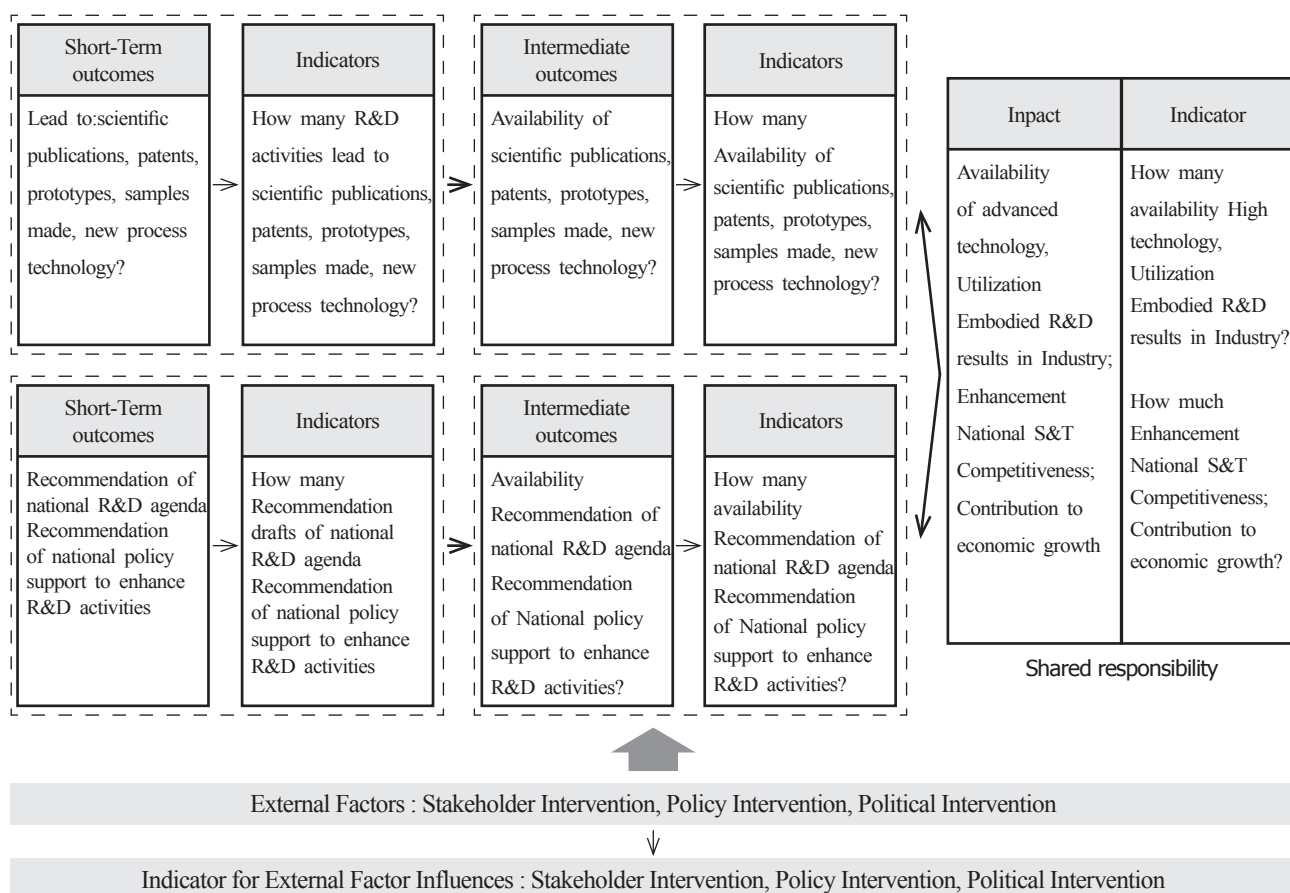 Short-Term
outcomes
Lead to:scientific
publications, patents,
prototypes, samples
made, new process
technology?
Indicators
How many R&D
activities lead to
scientific publications,
patents, prototypes,
samples made, new
process technology?
Intermediate
outcomes
Availability of
scientific publications,
patents, prototypes,
samples made, new
process technology?
Indicators
How many
Availability of
scientific publications,
patents, prototypes,
samples made, new
process technology?
Short-Term
outcomes
Recommendation of
national R&D agenda
Recommendation
of national policy
support to enhance
R&D activities
Indicators
How many
Recommendation
drafts of national
R&D agenda
Recommendation
of national policy
support to enhance
R&D activities
Intermediate
outcomes
Availability
Recommendation of
national R&D agenda
Recommendation
of National policy
support to enhance
R&D activities?
Indicators
How many
availability
Recommendation of
national R&D agenda
Recommendation
of National policy
support to enhance
R&D activities?
Inpact
Availability
of advanced
technology,
Utilization
Embodied R&D
results in Industry;
Enhancement
National S&T
Competitiveness;
Contribution to
economic growth
Indicator
How many
availability High
technology,
Utilization
Embodied R&D
results in Industry?
How much
Enhancement
National S&T
Competitiveness;
Contribution to
economic growth?
Shared responsibility
External Factors : Stakeholder Intervention, Policy Intervention, Political Intervention
Indicator for External Factor Influences : Stakeholder Intervention, Policy Intervention, Political Intervention